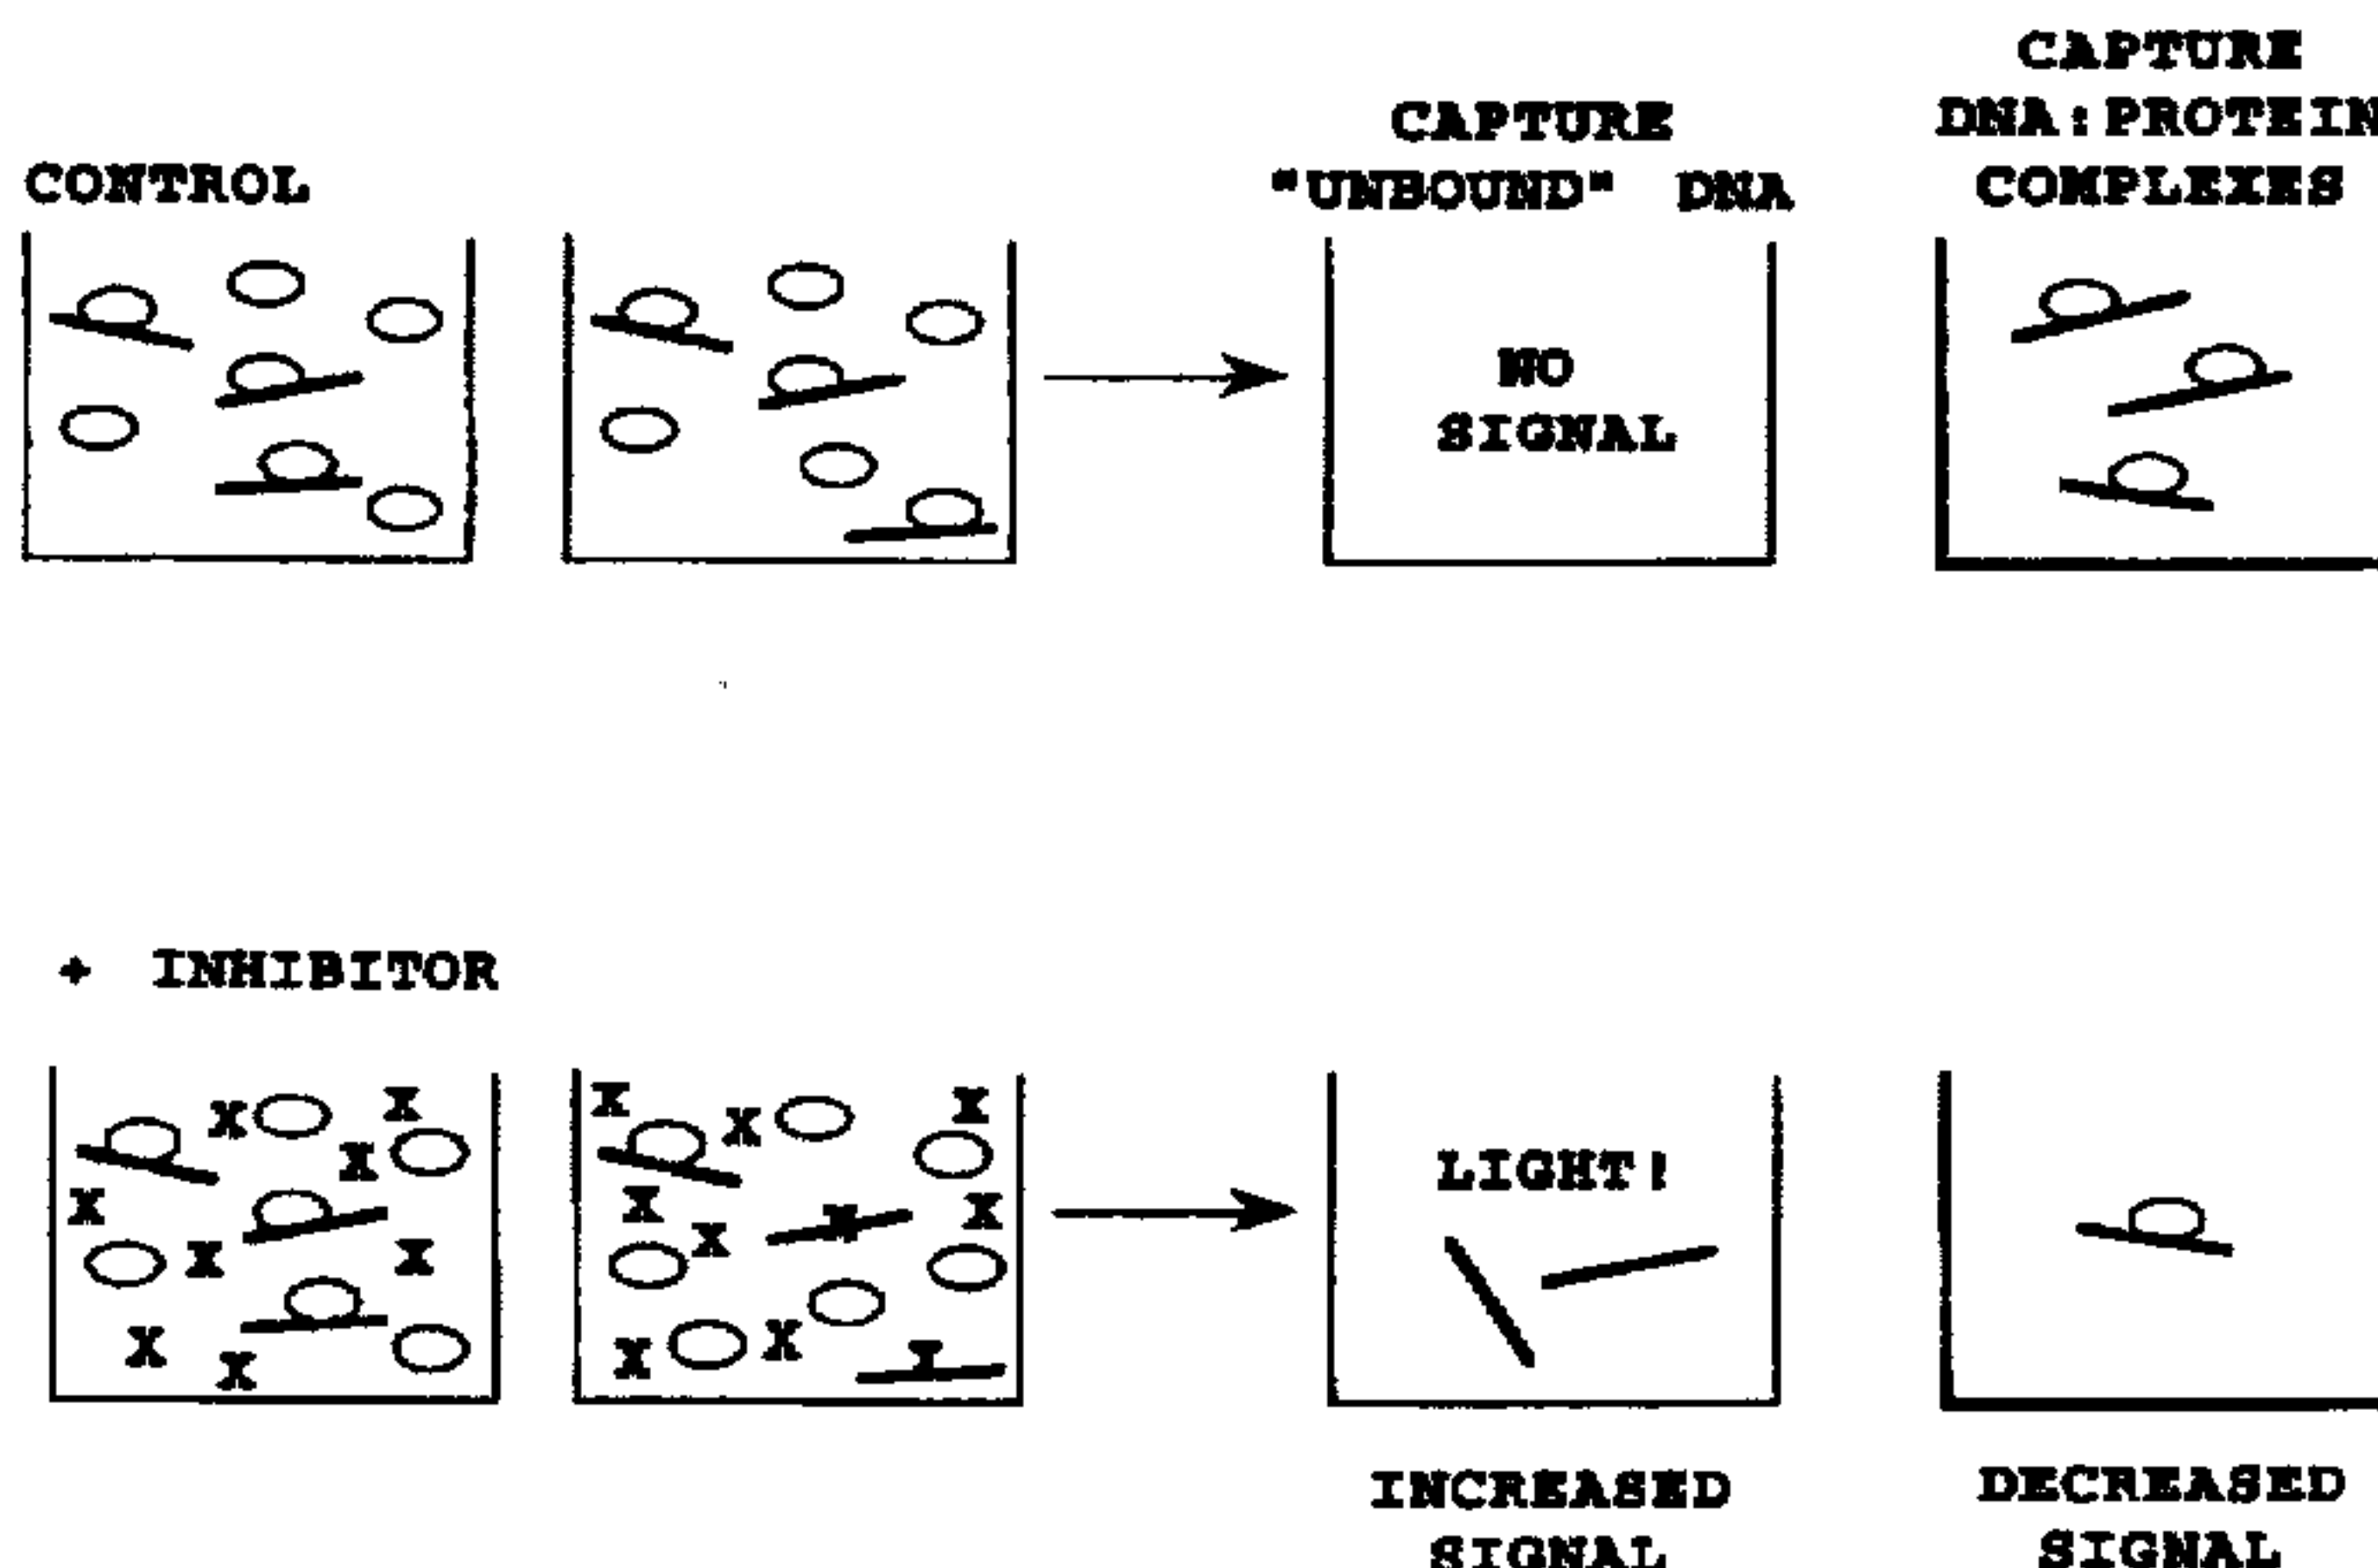 CONTROL
CAPTURE
"UNBOUND" DNA
CAPTURE
DNA:PROTEIN
COMPLEXES
NO
SIGNAL
+ INHIBITOR
X X
X
X
X X
X
X
X X X
X
X X
X
X X
X
LIGHT!
INCREASED
SIGNAL
DECREASED
SIGNAL